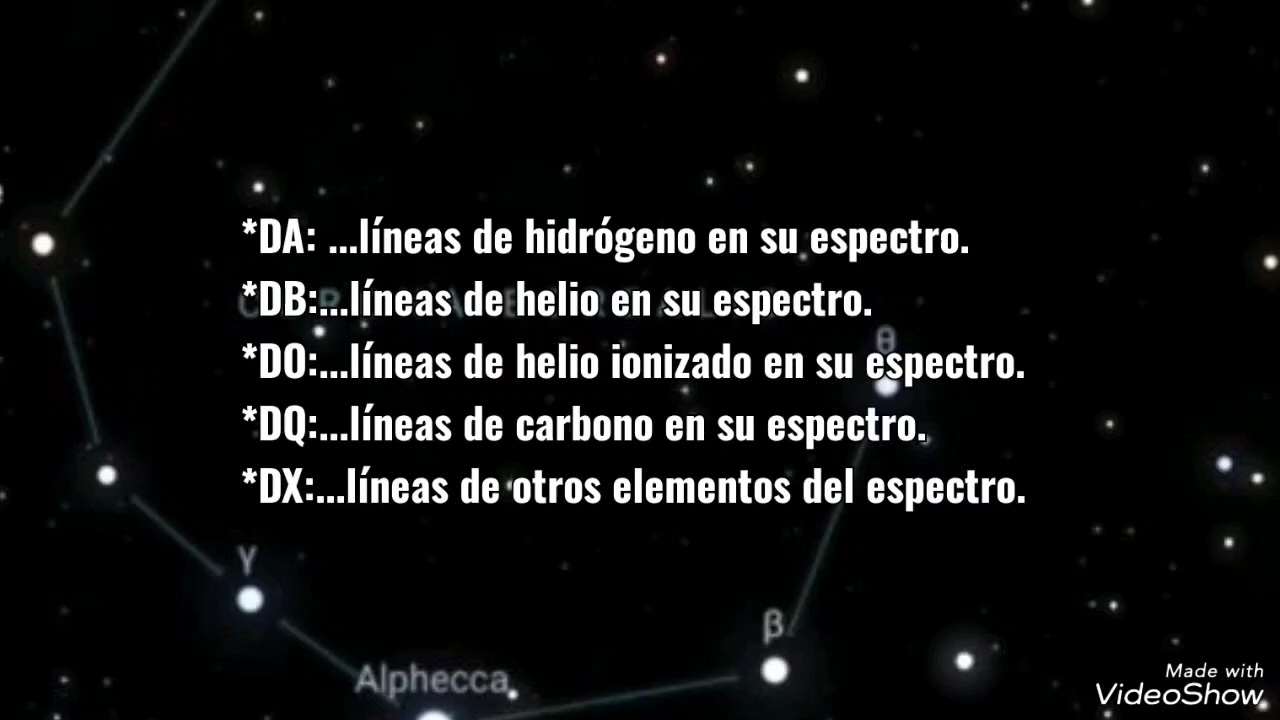 *DA: ...líneas de hidrógeno en su espectro.
*DB:...líneas de helio en su espectro.
θ
*DO:...líneas de helio ionizado en su espectro.
*DQ:...líneas de carbono en su espectro.
*DX:...líneas de otros elementos del espectro.
γ
β
Alphecca
Made with
VideoShow